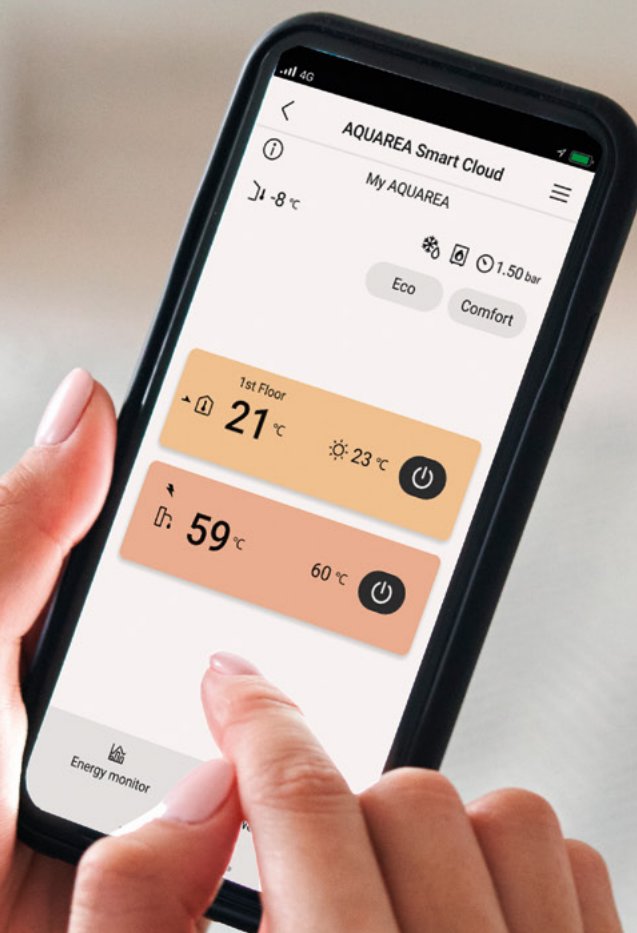 4G
AQUAREA Smart Cloud
My AQUAREA
-8 °C
1.50 bar
Eco
Comfort
1st Floor
21 °C
23 °C
59 °C
60 °C
Energy monitor